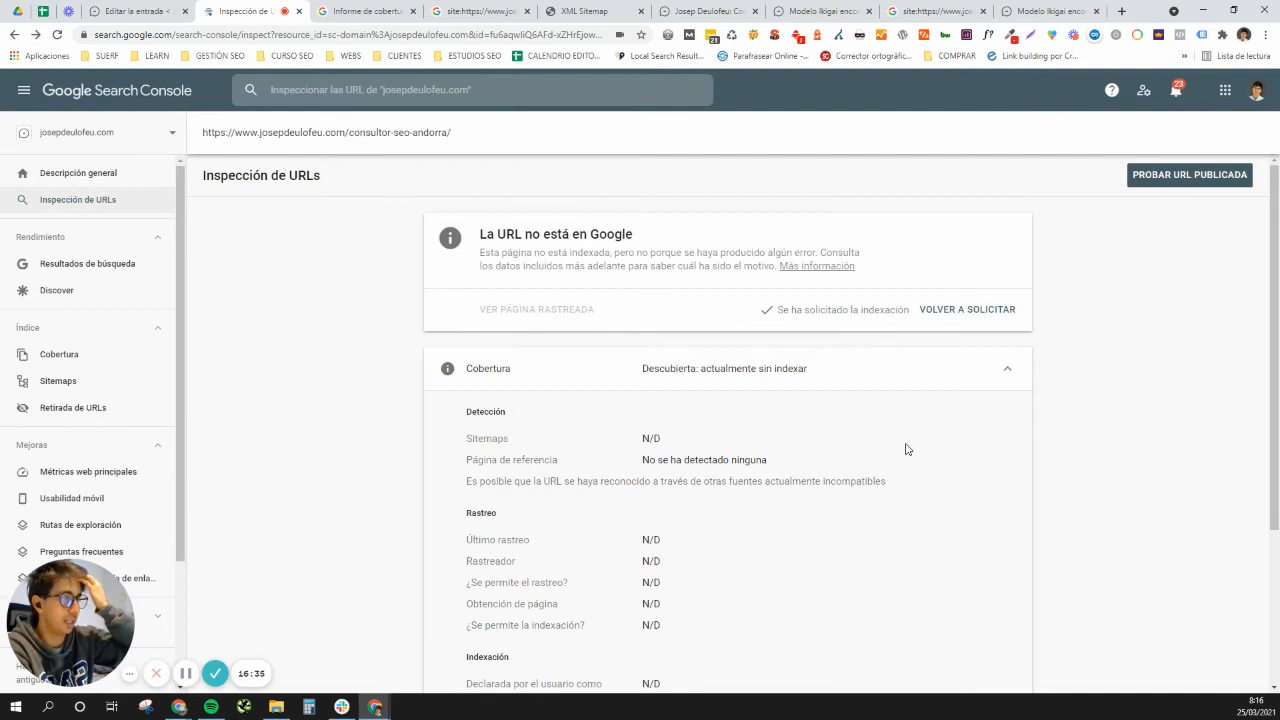 Editar la entrada <
Inspección de U
Informe de cobertur
site:https://www.jo
XML Sitemap
Josep Deulofeu Con
Modelo Ikigai enco
site:https://www.jo
Modelo Ikigai enco
search.google.com/search-console/inspect?resource_id=sc-domain%3Ajosepdeulofeu.com&id=fu6aqwliQ6AFd-xZHrEjow...
21
Aplicaciones
SUERF
LEARN
GESTIÓN SEO
CURSO SEO
WEBS
CLIENTES
ESTUDIOS SEO
CALENDRIO EDITO...
Local Search Result...
Parafrasear Online -...
Corrector ortográfic...
COMPRAR
Link building por Cr...
Lista de lectura
Google Search Console
Inspeccionar las URL de "josepdeulofeu.com"
23
josepdeulofeu.com
https://www.josepdeulofeu.com/consultor-seo-andorra/
Descripción general
Inspección de URLs
Rendimiento
Resultados de búsqueda
Discover
Índice
Cobertura
Sitemaps
Retirada de URLs
Mejoras
Métricas web principales
Usabilidad móvil
Rutas de exploración
Preguntas frecuentes
de enla...
Inspección de URLs
PROBAR URL PUBLICADA
La URL no está en Google
Esta página no está indexada, pero no porque se haya producido algún error. Consulta
los datos incluidos más adelante para saber cuál ha sido el motivo. Más información
VER PÁGINA RASTREADA
Se ha solicitado la indexación
VOLVER A SOLICITAR
Cobertura
Descubierta: actualmente sin indexar
Detección
Sitemaps
N/D
Página de referencia
No se ha detectado ninguna
Es posible que la URL se haya reconocido a través de otras fuentes actualmente incompatibles
Rastreo
Último rastreo
N/D
Rastreador
N/D
¿Se permite el rastreo?
N/D
Obtención de página
N/D
¿Se permite la indexación?
N/D
Indexación
Declarada por el usuario como
N/D
16:35
8:16
25/03/2021